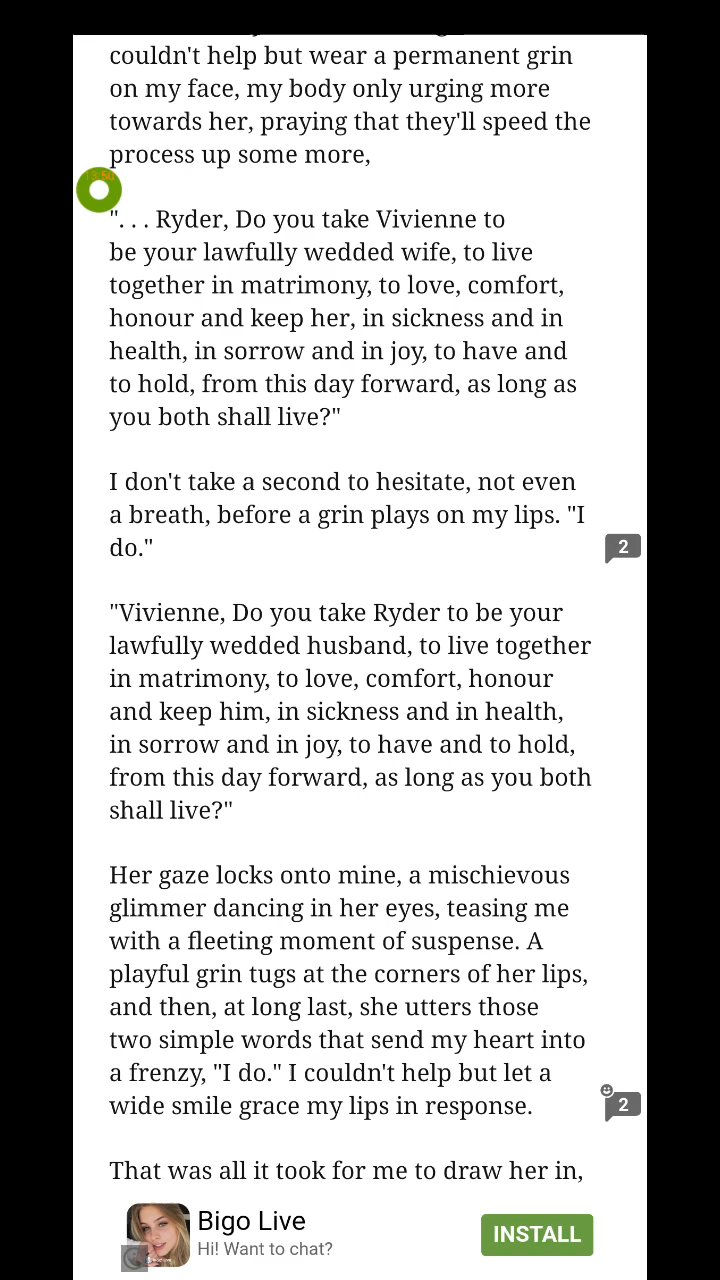 couldn't help but wear a permanent grin
on my face, my body only urging more
towards her, praying that they'll speed the
process up some more,
". . . Ryder, Do you take Vivienne to
be your lawfully wedded wife, to live
together in matrimony, to love, comfort,
honour and keep her, in sickness and in
health, in sorrow and in joy, to have and
to hold, from this day forward, as long as
you both shall live?"
I don't take a second to hesitate, not even
a breath, before a grin plays on my lips. "I
do."
2
"Vivienne, Do you take Ryder to be your
lawfully wedded husband, to live together
in matrimony, to love, comfort, honour
and keep him, in sickness and in health,
in sorrow and in joy, to have and to hold,
from this day forward, as long as you both
shall live?"
Her gaze locks onto mine, a mischievous
glimmer dancing in her eyes, teasing me
with a fleeting moment of suspense. A
playful grin tugs at the corners of her lips,
and then, at long last, she utters those
two simple words that send my heart into
a frenzy, "I do." I couldn't help but let a
wide smile grace my lips in response.
2
That was all it took for me to draw her in,
Bigo Live
Hi! Want to chat?
INSTALL